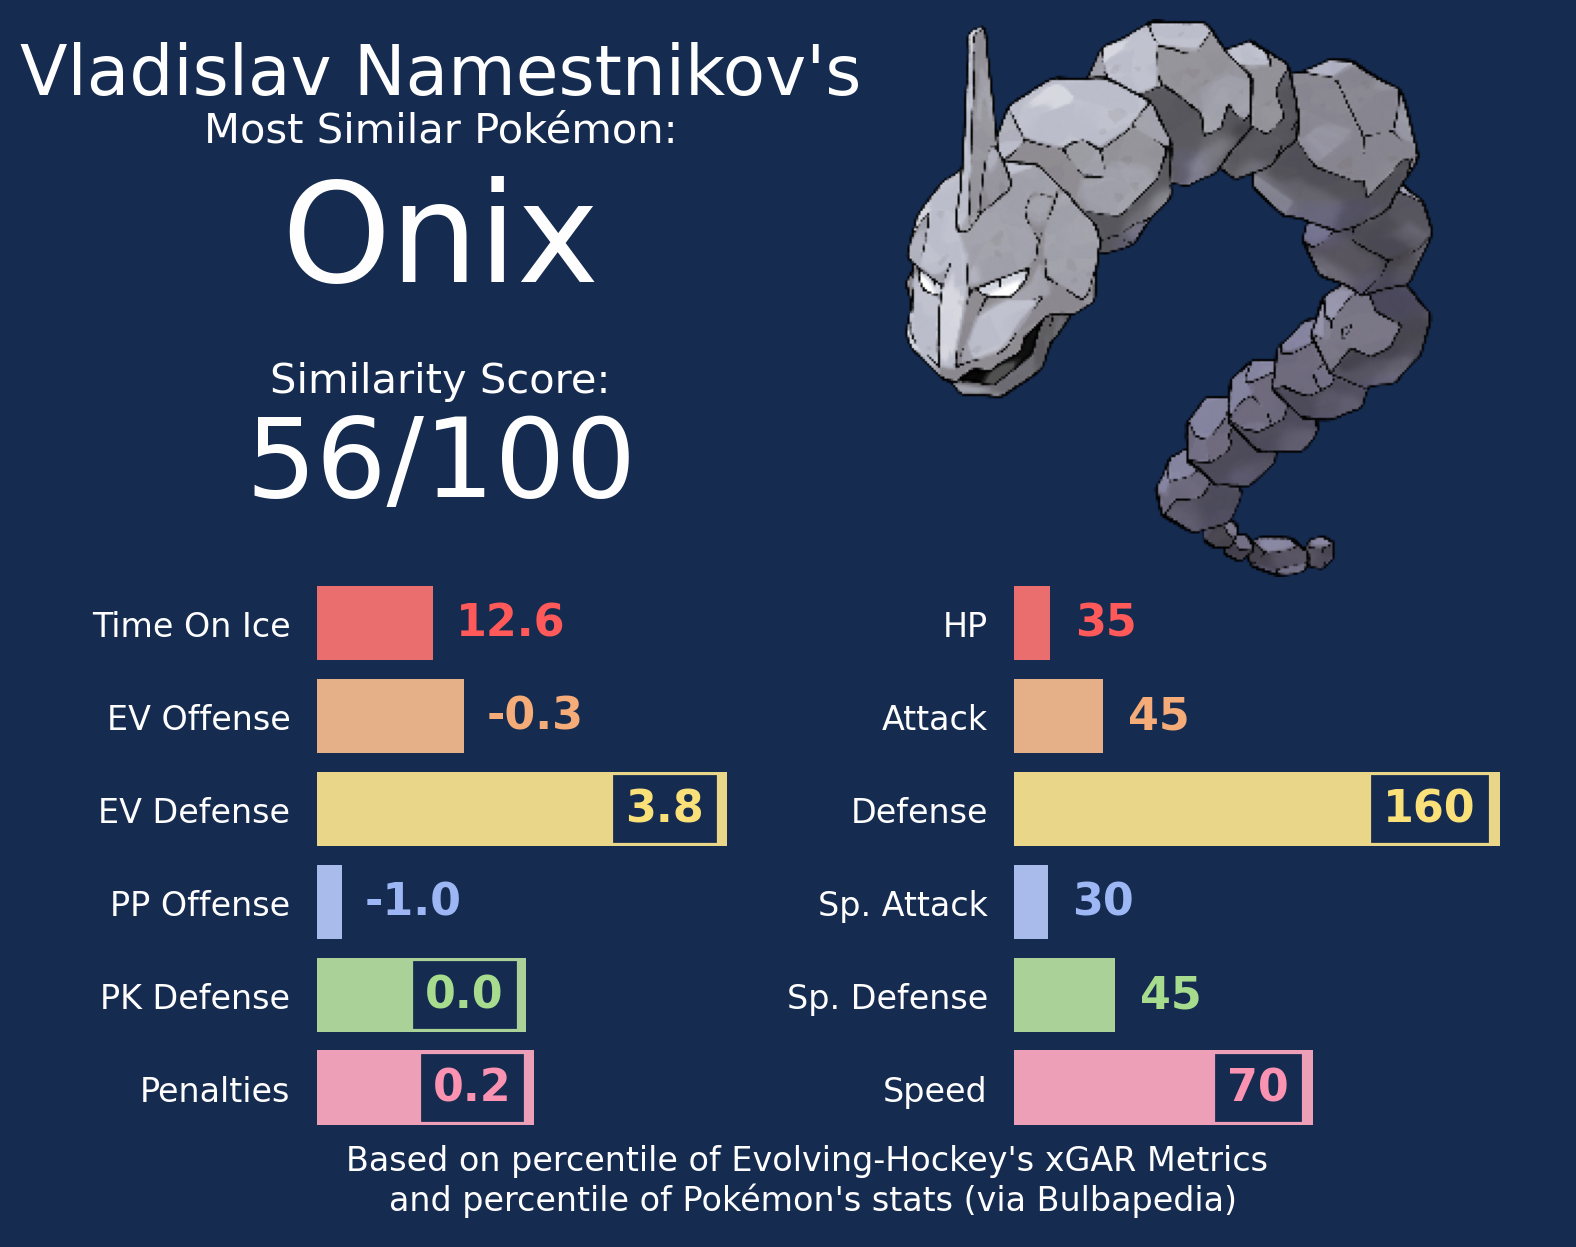 Vladislav Namestnikov's
Most Similar Pokémon:
Onix
Similarity Score:
56/100
Time On Ice 12.6
EV Offense -0.3
EV Defense 3.8
PP Offense -1.0
PK Defense 0.0
Penalties 0.2
HP 35
Attack 45
Defense 160
Sp. Attack 30
Sp. Defense 45
Speed 70
Based on percentile of Evolving-Hockey's xGAR Metrics
and percentile of Pokémon's stats (via Bulbapedia)